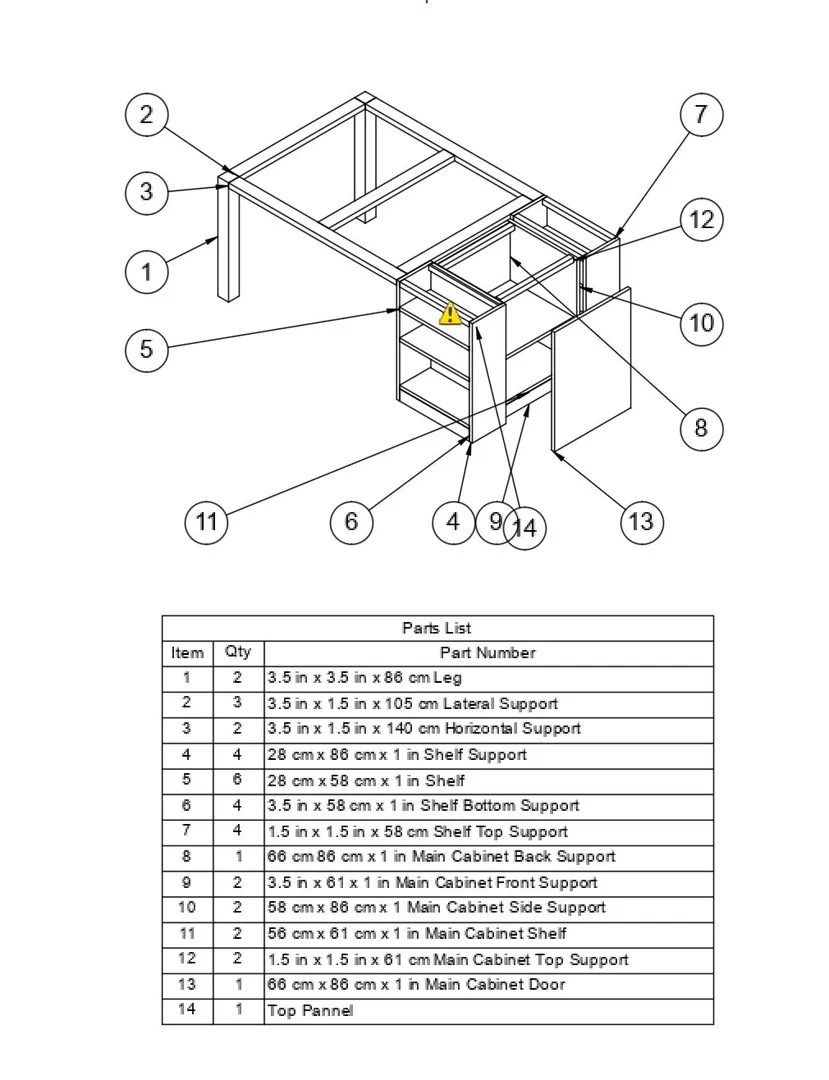 2
7
3
12
1
10
5
8
11
6
4
9
14
13
Parts List
Item Qty Part Number
1 2 3.5 in x 3.5 in x 86 cm Leg
2 3 3.5 in x 1.5 in x 105 cm Lateral Support
3 2 3.5 in x 1.5 in x 140 cm Horizontal Support
4 4 28 cm x 86 cm x 1 in Shelf Support
5 6 28 cm x 58 cm x 1 in Shelf
6 4 3.5 in x 58 cm x 1 in Shelf Bottom Support
7 4 1.5 in x 1.5 in x 58 cm Shelf Top Support
8 1 66 cm 86 cm x 1 in Main Cabinet Back Support
9 2 3.5 in x 61 x 1 in Main Cabinet Front Support
10 2 58 cm x 86 cm x 1 Main Cabinet Side Support
11 2 56 cm x 61 cm x 1 in Main Cabinet Shelf
12 2 1.5 in x 1.5 in x 61 cm Main Cabinet Top Support
13 1 66 cm x 86 cm x 1 in Main Cabinet Door
14 1 Top Pannel